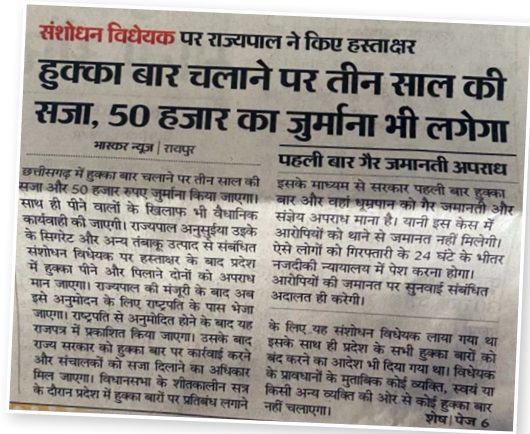 संशोधन विधेयक पर राज्यपाल ने किए हस्ताक्षर
हुक्का बार चलाने पर तीन साल की
सजा, 50 हजार का जुर्माना भी लगेगा
भास्कर न्यूज | रायपुर
छत्तीसगढ़ में हुक्का बार चलाने पर तीन साल की
सजा और 50 हजार रुपए जुर्माना किया जाएगा।
साथ ही पीने वालों के खिलाफ भी वैधानिक
कार्यवाही की जाएगी। राज्यपाल अनुसुईया उइके
के सिगरेट और अन्य तंबाकू उत्पाद से संबंधित
संशोधन विधेयक पर हस्ताक्षर के बाद प्रदेश
में हुक्का पीने और पिलाने दोनों को अपराध
मान जाएगा। राज्यपाल की मंजूरी के बाद अब
इसे अनुमोदन के लिए राष्ट्रपति के पास भेजा
जाएगा। राष्ट्रपति से अनुमोदित होने के बाद यह
राजपत्र में प्रकाशित किया जाएगा। उसके बाद
राज्य सरकार को हुक्का बार पर कार्रवाई करने
और संचालकों को सजा दिलाने का अधिकार
मिल जाएगा। विधानसभा के शीतकालीन सत्र
के दौरान प्रदेश में हुक्का बारों पर प्रतिबंध लगाने
पहली बार गैर जमानती अपराध
इसके माध्यम से सरकार पहली बार हुक्का
बार और वहां धूम्रपान को गैर जमानती और
संज्ञेय अपराध माना है। यानी इस केस में
आरोपियों को थाने से जमानत नहीं मिलेगी।
ऐसे लोगों को गिरफ्तारी के 24 घंटे के भीतर
नजदीकी न्यायालय में पेश करना होगा।
आरोपियों की जमानत पर सुनवाई संबंधित
अदालत ही करेगी।
के लिए यह संशोधन विधेयक लाया गया था
इसके साथ ही प्रदेश के सभी हुक्का बारों को
बंद करने का आदेश भी दिया गया था। विधेयक
के प्रावधानों के मुताबिक कोई व्यक्ति, स्वयं या
किसी अन्य व्यक्ति की ओर से कोई हुक्का बार
नहीं चलाएगा।
शेष | पेज 6